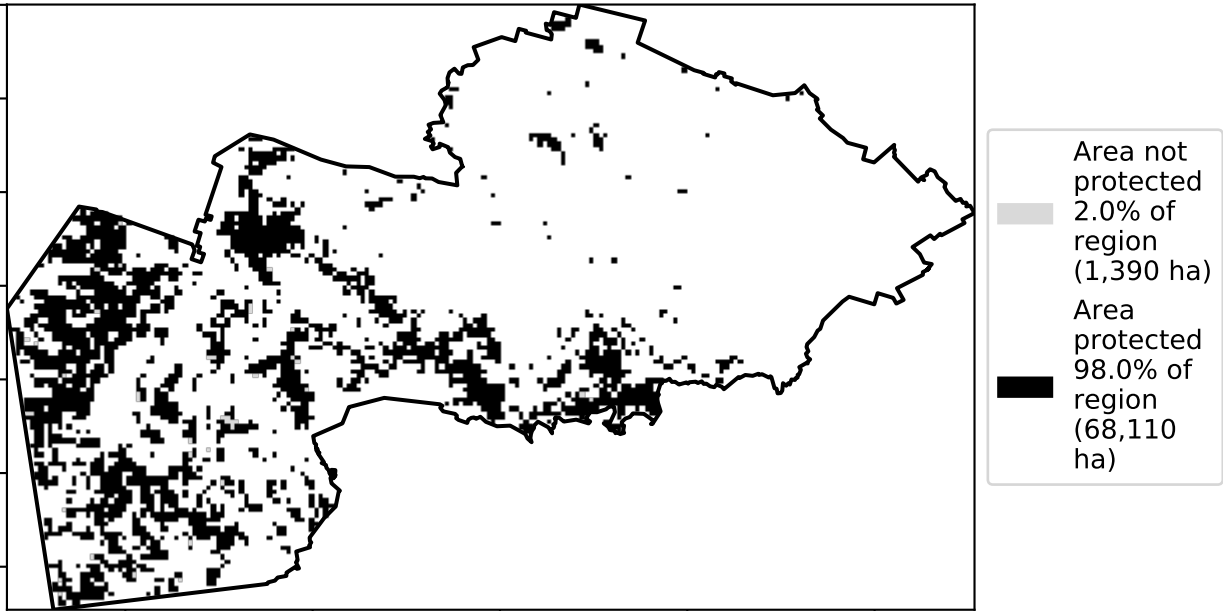 Area not
protected
2.0% of
region
(1,390 ha)
Area
protected
98.0% of
region
(68,110
ha)